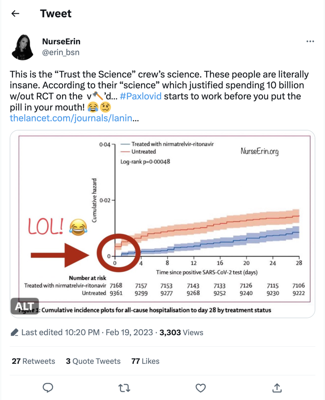 Tweet
NurseErin
@erin_bsn
This is the “Trust the Science” crew’s science. These people are literally
insane. According to their “science” which justified spending 10 billion
w/out RCT on the v🔨’d… #Paxlovid starts to work before you put the
pill in your mouth! 😂🤒
thelancet.com/journals/lanin…
Treated with nirmatrelvir-ritonavir
Untreated
Log-rank p=0·00048
NurseErin.org
0·04
0·02
0
Cumulative hazard
LOL! 😂
0 4 8 12 16 20 24 28
Time since positive SARS-CoV-2 test (days)
Number at risk
Treated with nirmatrelvir-ritonavir 7168 7157 7153 7143 7133 7126 7115 7106
Untreated 9361 9299 9277 9268 9252 9240 9230 9222
ALT
Cumulative incidence plots for all-cause hospitalisation to day 28 by treatment status
Last edited 10:20 PM · Feb 19, 2023 · 3,303 Views
27 Retweets 3 Quote Tweets 77 Likes